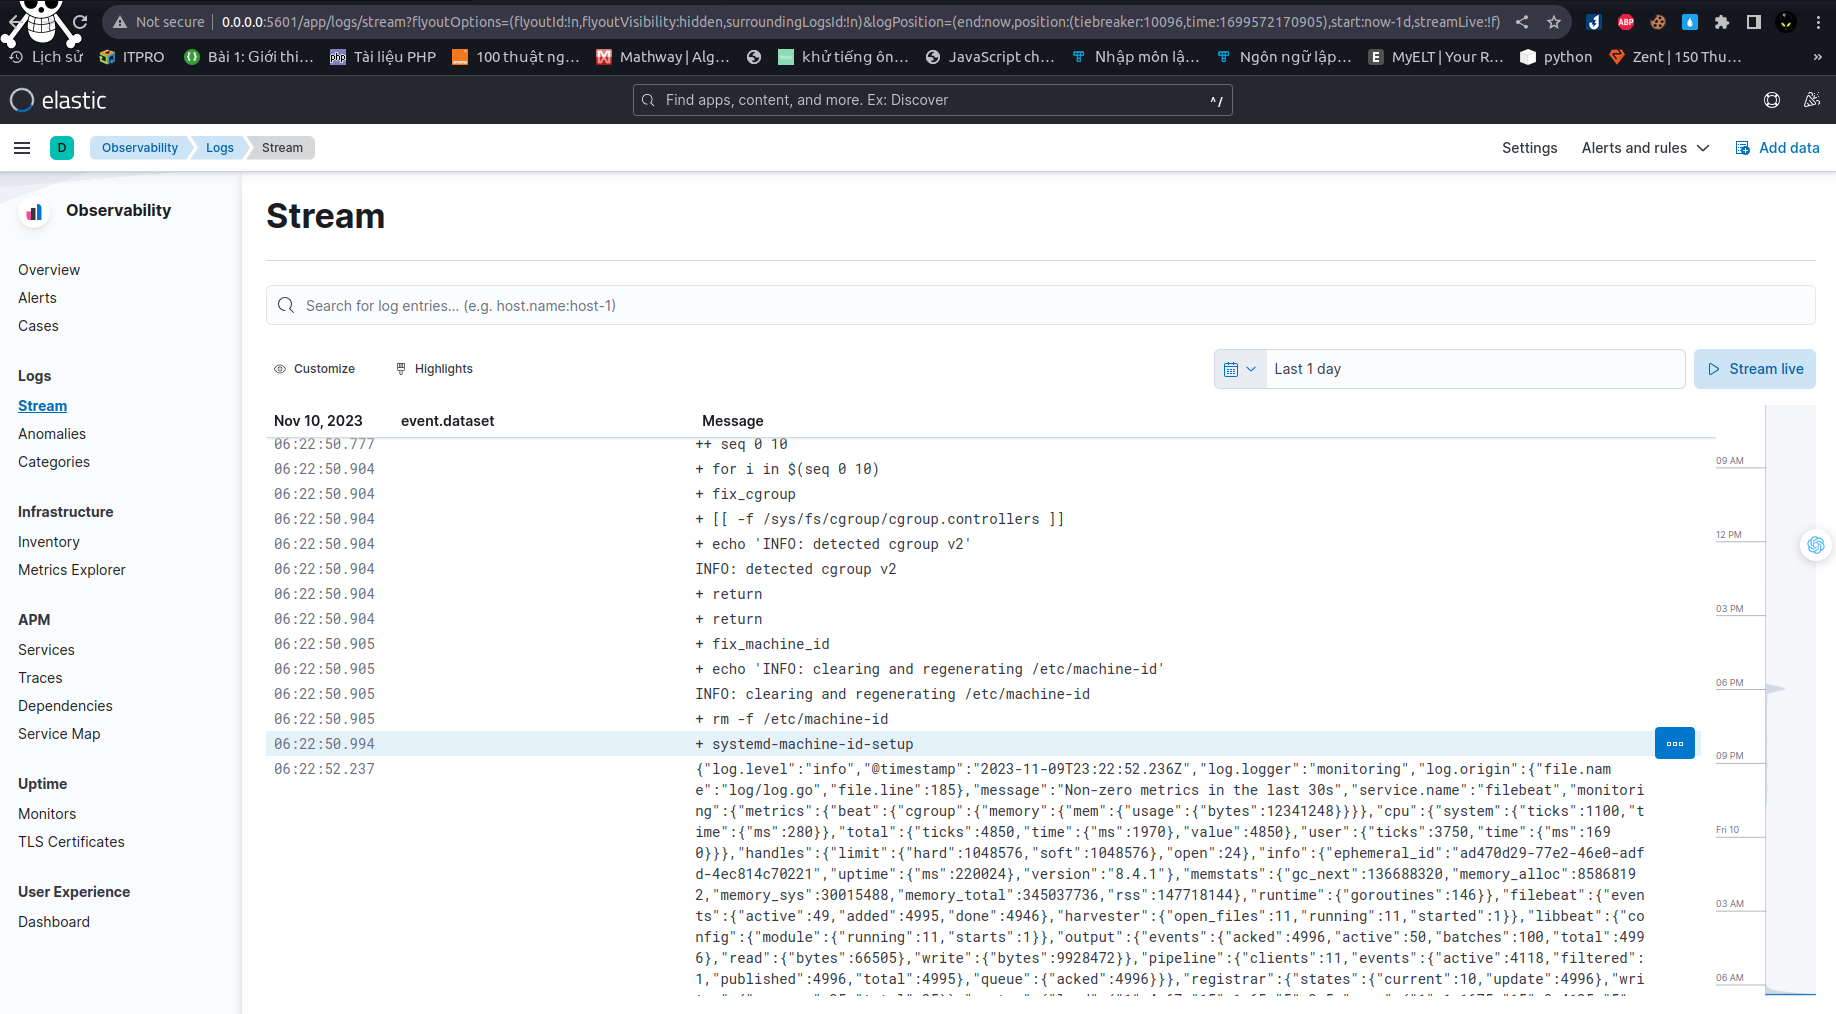 Not secure | 0.0.0.0:5601/app/logs/stream?flyoutOptions=(flyoutId:!n,flyoutVisibility:hidden,surroundingLogsId:!n)&logPosition=(end:now,position:(tiebreaker:10096,time:1699572170905),start:now-1d,streamLive:!f)
Lịch sử ITPRO Bài 1: Giới thi... Tài liệu PHP 100 thuật ng... Mathway | Alg... khử tiếng ồn... JavaScript ch... Nhập môn lậ... Ngôn ngữ lập... MyELT | Your R... python Zent | 150 Thu... »
elastic Find apps, content, and more. Ex: Discover ^/
D Observability Logs Stream Settings Alerts and rules Add data
Observability
Overview
Alerts
Cases
Logs
Stream
Anomalies
Categories
Infrastructure
Inventory
Metrics Explorer
APM
Services
Traces
Dependencies
Service Map
Uptime
Monitors
TLS Certificates
User Experience
Dashboard
Stream
Search for log entries... (e.g. host.name:host-1)
Customize Highlights Last 1 day Stream live
Nov 10, 2023 event.dataset Message
06:22:50.777 ++ seq 0 10
06:22:50.904 + for i in $(seq 0 10)
06:22:50.904 + fix_cgroup
06:22:50.904 + [[ -f /sys/fs/cgroup/cgroup.controllers ]]
06:22:50.904 + echo 'INFO: detected cgroup v2'
06:22:50.904 INFO: detected cgroup v2
06:22:50.904 + return
06:22:50.904 + return
06:22:50.905 + fix_machine_id
06:22:50.905 + echo 'INFO: clearing and regenerating /etc/machine-id'
06:22:50.905 INFO: clearing and regenerating /etc/machine-id
06:22:50.905 + rm -f /etc/machine-id
06:22:50.994 + systemd-machine-id-setup
06:22:52.237 {"log.level":"info","@timestamp":"2023-11-09T23:22:52.236Z","log.logger":"monitoring","log.origin":{"file.nam
e":"log/log.go","file.line":185},"message":"Non-zero metrics in the last 30s","service.name":"filebeat","monitori
ng":{"metrics":{"beat":{"cgroup":{"memory":{"mem":{"usage":{"bytes":12341248}}}},"cpu":{"system":{"ticks":1100,"t
ime":{"ms":280}},"total":{"ticks":4850,"time":{"ms":1970},"value":4850},"user":{"ticks":3750,"time":{"ms":169
0}}},"handles":{"limit":{"hard":1048576,"soft":1048576},"open":24},"info":{"ephemeral_id":"ad470d29-77e2-46e0-adf
d-4ec814c70221","uptime":{"ms":220024},"version":"8.4.1"},"memstats":{"gc_next":136688320,"memory_alloc":8586819
2,"memory_sys":30015488,"memory_total":345037736,"rss":147718144},"runtime":{"goroutines":146}},"filebeat":{"even
ts":{"active":49,"added":4995,"done":4946},"harvester":{"open_files":11,"running":11,"started":1}},"libbeat":{"co
nfig":{"module":{"running":11,"starts":1}},"output":{"events":{"acked":4996,"active":50,"batches":100,"total":499
6},"read":{"bytes":66505},"write":{"bytes":9928472}},"pipeline":{"clients":11,"events":{"active":4118,"filtered":
1,"published":4996,"total":4995},"queue":{"acked":4996}}},"registrar":{"states":{"current":10,"update":4996},"wri
09 AM
12 PM
03 PM
06 PM
09 PM
Fri 10
03 AM
06 AM